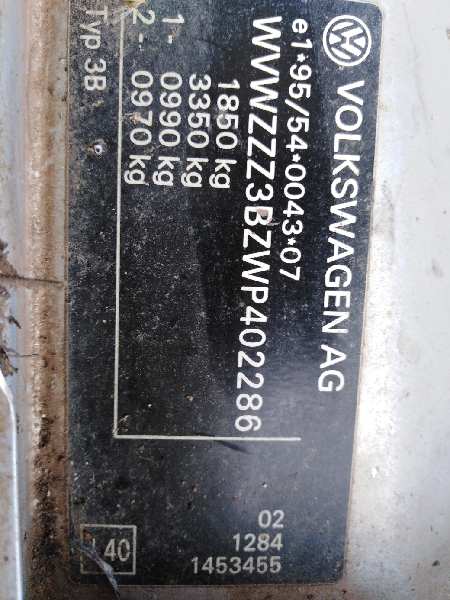 VOLKSWAGEN AG
e1*95/54*0043*07
WVWZZZ3BZWP402286
1850 kg
3350 kg
1- 0990 kg
2- 0970 kg
Typ 3B
02
1284
1453455
40